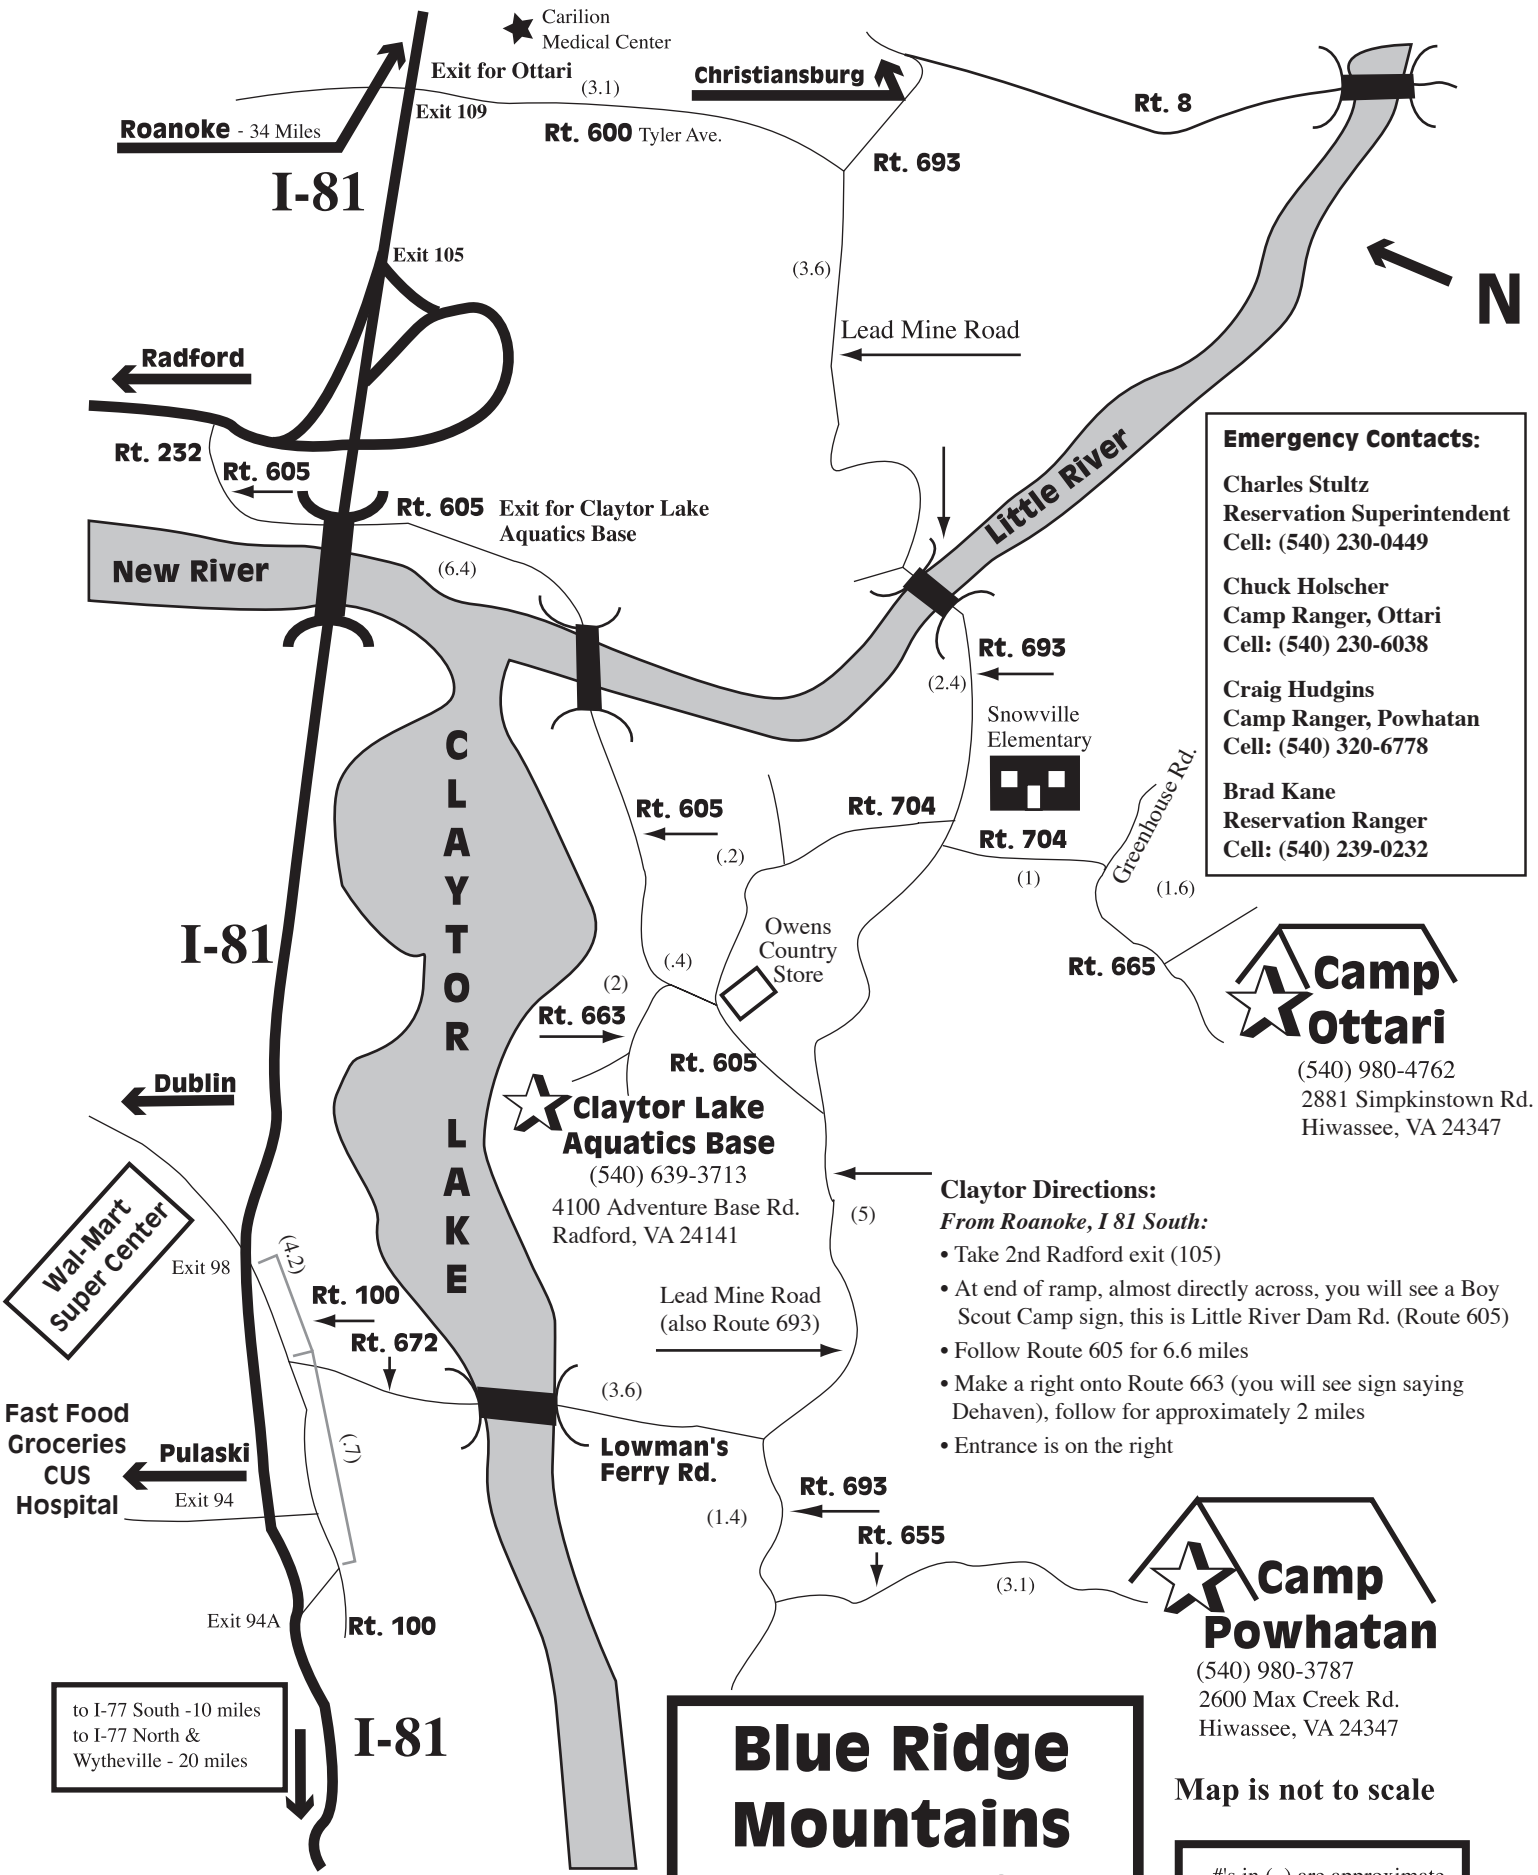 Carilion
Medical Center
Exit for Ottari
(3.1)
Exit 109
Christiansburg
Rt. 8
Roanoke - 34 Miles
Rt. 600 Tyler Ave.
Rt. 693
I-81
Exit 105
(3.6)
N
Lead Mine Road
Radford
Rt. 232
Rt. 605
Rt. 605 Exit for Claytor Lake
Aquatics Base
Little River
New River
(6.4)
Emergency Contacts:
Charles Stultz
Reservation Superintendent
Cell: (540) 230-0449
Chuck Holscher
Camp Ranger, Ottari
Cell: (540) 230-6038
Craig Hudgins
Camp Ranger, Powhatan
Cell: (540) 320-6778
Brad Kane
Reservation Ranger
Cell: (540) 239-0232
Rt. 693
(2.4)
Snowville
Elementary
CLAYTOR LAKE
Rt. 605
Rt. 704
Rt. 704
(.2)
(1)
Greenhouse Rd.
(1.6)
I-81
Owens
Country
Store
(.4)
(2)
Rt. 663
Rt. 605
Rt. 665
Camp
Ottari
(540) 980-4762
2881 Simpkinstown Rd.
Hiwassee, VA 24347
Dublin
Claytor Lake
Aquatics Base
(540) 639-3713
4100 Adventure Base Rd.
Radford, VA 24141
(5)
Claytor Directions:
From Roanoke, I 81 South:
• Take 2nd Radford exit (105)
• At end of ramp, almost directly across, you will see a Boy
Scout Camp sign, this is Little River Dam Rd. (Route 605)
• Follow Route 605 for 6.6 miles
• Make a right onto Route 663 (you will see sign saying
Dehaven), follow for approximately 2 miles
• Entrance is on the right
Wal-Mart
Super Center
Exit 98
(4.2)
Rt. 100
Rt. 672
Lead Mine Road
(also Route 693)
(3.6)
Lowman's
Ferry Rd.
Fast Food
Groceries
CUS
Hospital
Pulaski
Exit 94
(.7)
Rt. 693
(1.4)
Rt. 655
(3.1)
Exit 94A
Rt. 100
Camp
Powhatan
(540) 980-3787
2600 Max Creek Rd.
Hiwassee, VA 24347
to I-77 South -10 miles
to I-77 North &
Wytheville - 20 miles
I-81
Blue Ridge
Mountains
Map is not to scale
#'s in ( ) are approximate